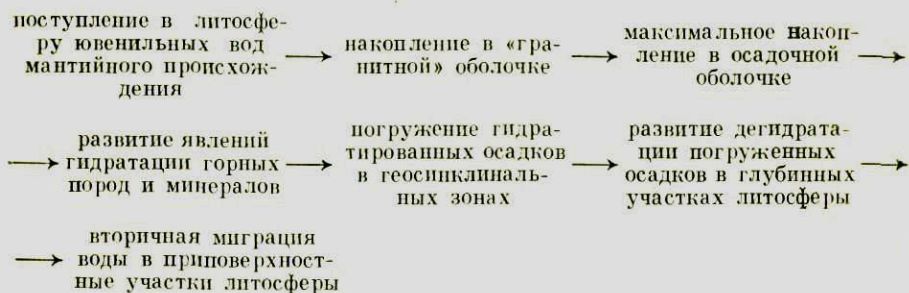 поступление в литосфе-
ру ювенильных вод
мантийного происхож-
дения
→ накопление в «гра-
нитной» оболочке
→ максимальное накоп-
ление в осадочной
оболочке →
→ развитие явлений
гидратации горных
пород и минералов
→ погружение гидра-
тированных осадков
в геосинклиналь-
ных зонах
→ развитие дегидрата-
ции погруженных
осадков в глубинных
участках литосферы →
→ вторичная миграция
воды в приповерхност-
ные участки литосферы